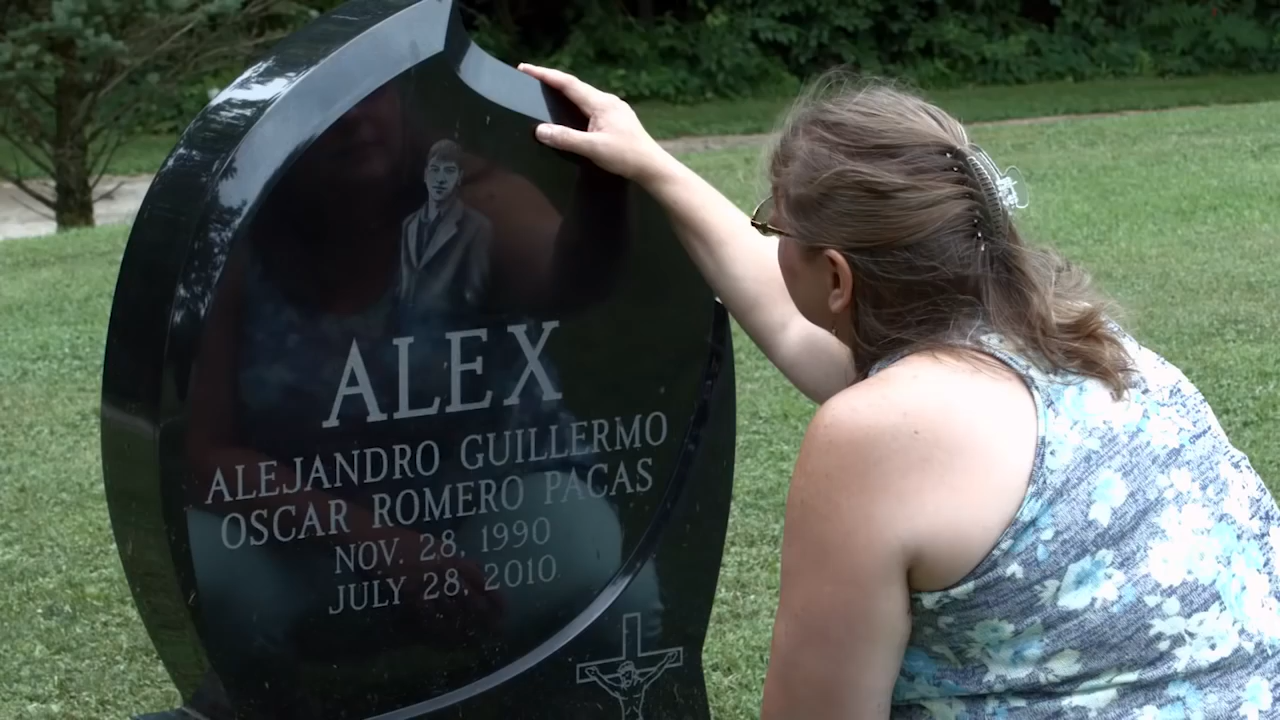 ALEX
ALEJANDRO GUILLERMO
OSCAR ROMERO PACAS
NOV. 28, 1990
JULY 28, 2010